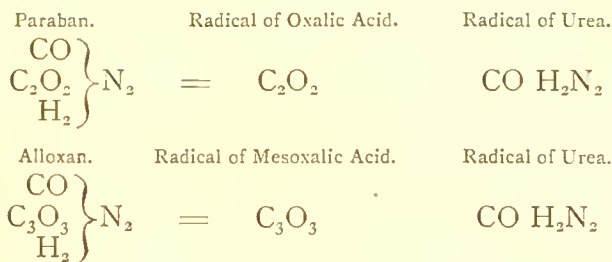 Paraban. Radical of Oxalic Acid. Radical of Urea.
CO
C₂O₂ } N₂ = C₂O₂ CO H₂N₂
H₂
Alloxan. Radical of Mesoxalic Acid. Radical of Urea.
CO
C₃O₃ } N₂ = C₃O₃ CO H₂N₂
H₂